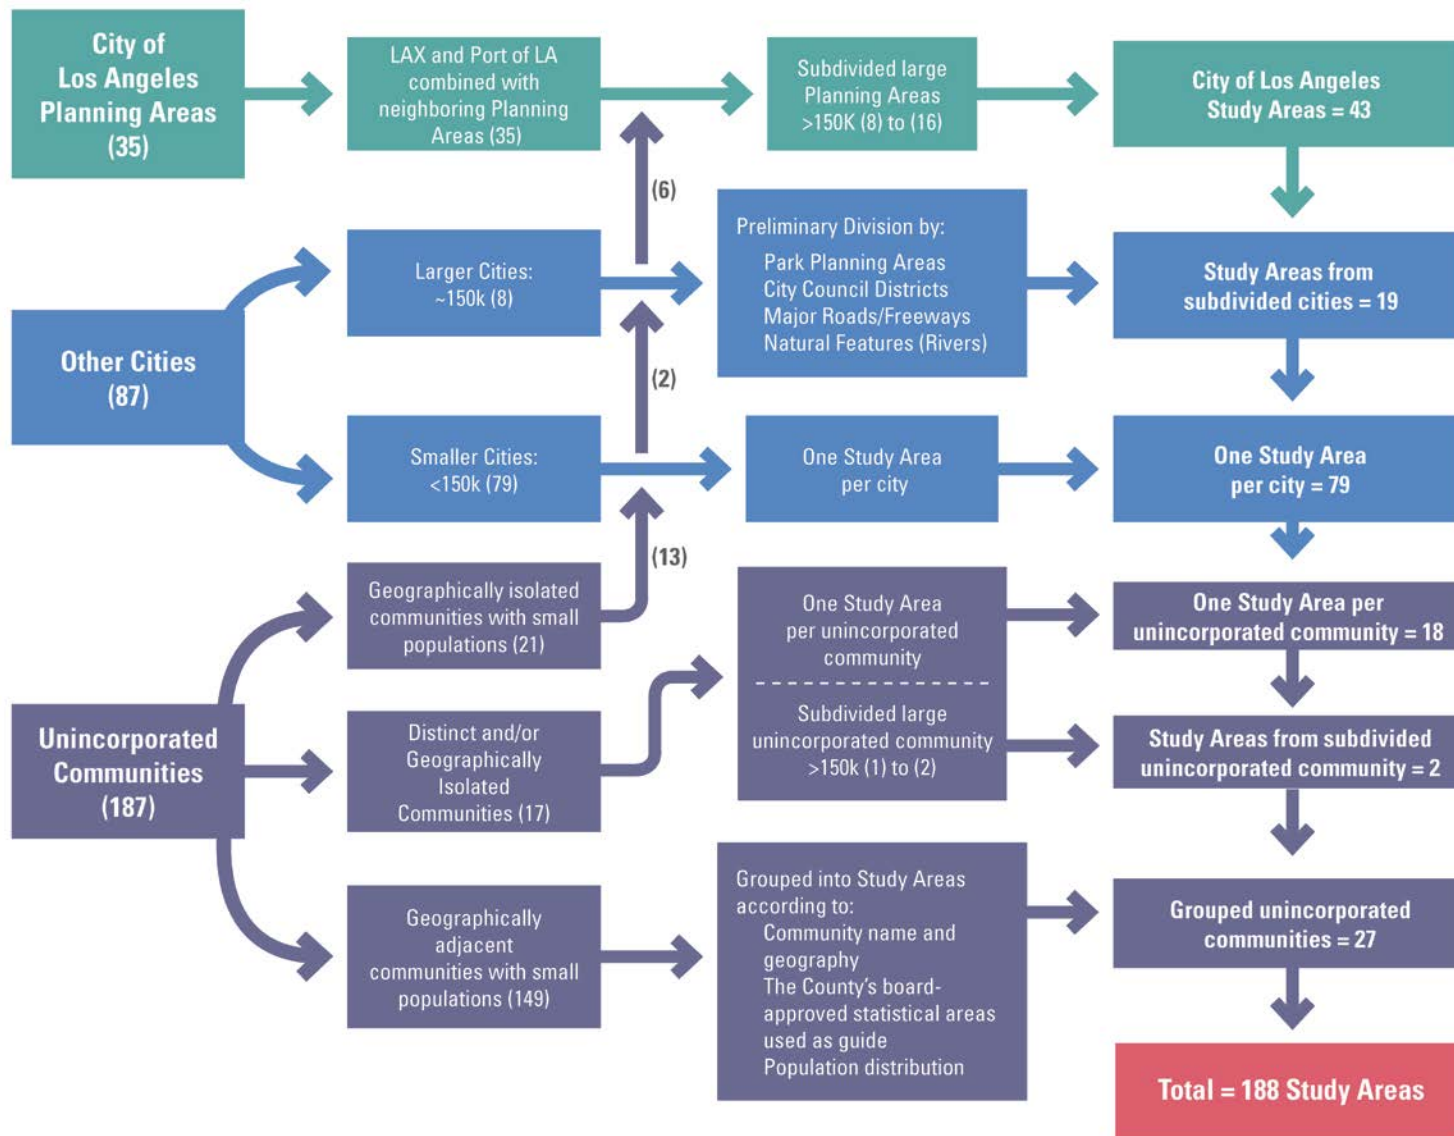 City of
Los Angeles
Planning Areas
(35)
LAX and Port of LA
combined with
neighboring Planning
Areas (35)
Subdivided large
Planning Areas
>150K (8) to (16)
City of Los Angeles
Study Areas = 43
(6)
Other Cities
(87)
Larger Cities:
~150k (8)
Preliminary Division by:
Park Planning Areas
City Council Districts
Major Roads/Freeways
Natural Features (Rivers)
Study Areas from
subdivided cities = 19
(2)
Smaller Cities:
<150k (79)
One Study Area
per city
One Study Area
per city = 79
(13)
Unincorporated
Communities
(187)
Geographically isolated
communities with small
populations (21)
Distinct and/or
Geographically
Isolated
Communities (17)
One Study Area
per unincorporated
community
Subdivided large
unincorporated community
>150k (1) to (2)
One Study Area per
unincorporated community = 18
Study Areas from subdivided
unincorporated community = 2
Geographically
adjacent
communities with small
populations (149)
Grouped into Study Areas
according to:
Community name and
geography
The County's board-
approved statistical areas
used as guide
Population distribution
Grouped unincorporated
communities = 27
Total = 188 Study Areas